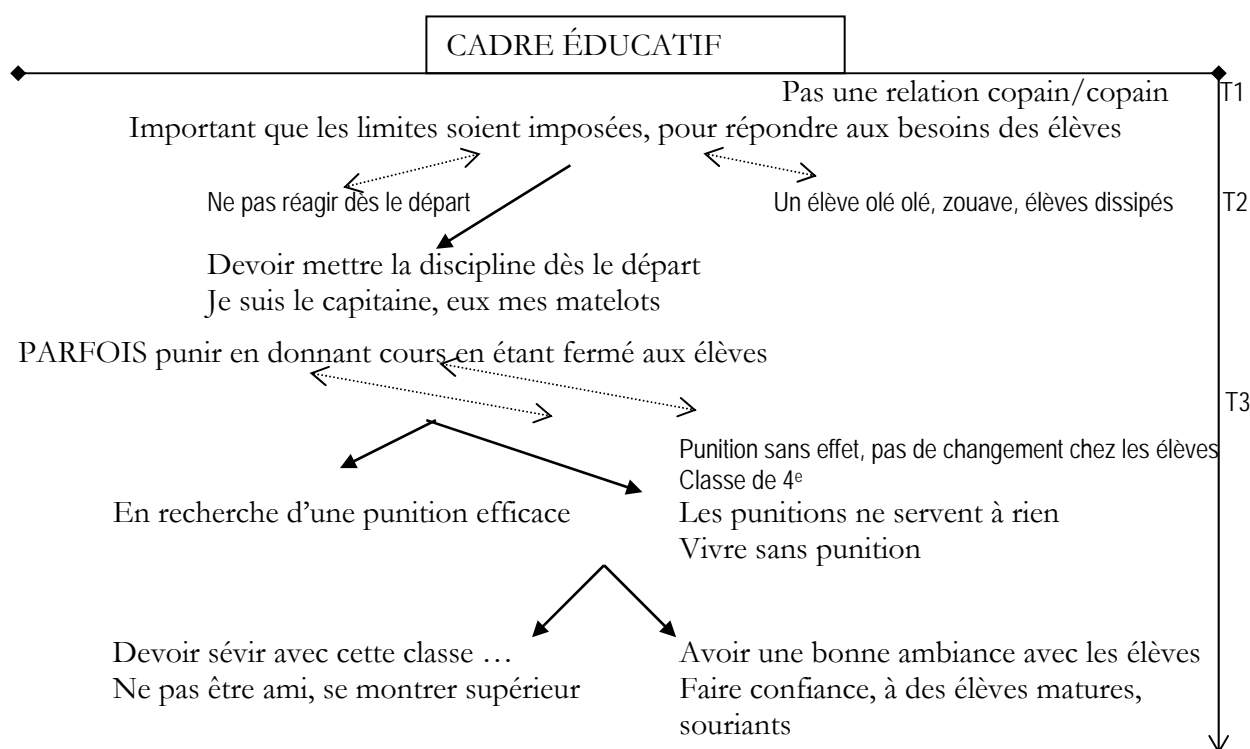 CADRE ÉDUCATIF
Pas une relation copain/copain
T1
Important que les limites soient imposées, pour répondre aux besoins des élèves
Ne pas réagir dès le départ
Un élève olé olé, zouave, élèves dissipés
T2
Devoir mettre la discipline dès le départ
Je suis le capitaine, eux mes matelots
PARFOIS punir en donnant cours en étant fermé aux élèves
T3
Punition sans effet, pas de changement chez les élèves
Classe de 4e
En recherche d’une punition efficace
Les punitions ne servent à rien
Vivre sans punition
Devoir sévir avec cette classe …
Ne pas être ami, se montrer supérieur
Avoir une bonne ambiance avec les élèves
Faire confiance, à des élèves matures,
souriants